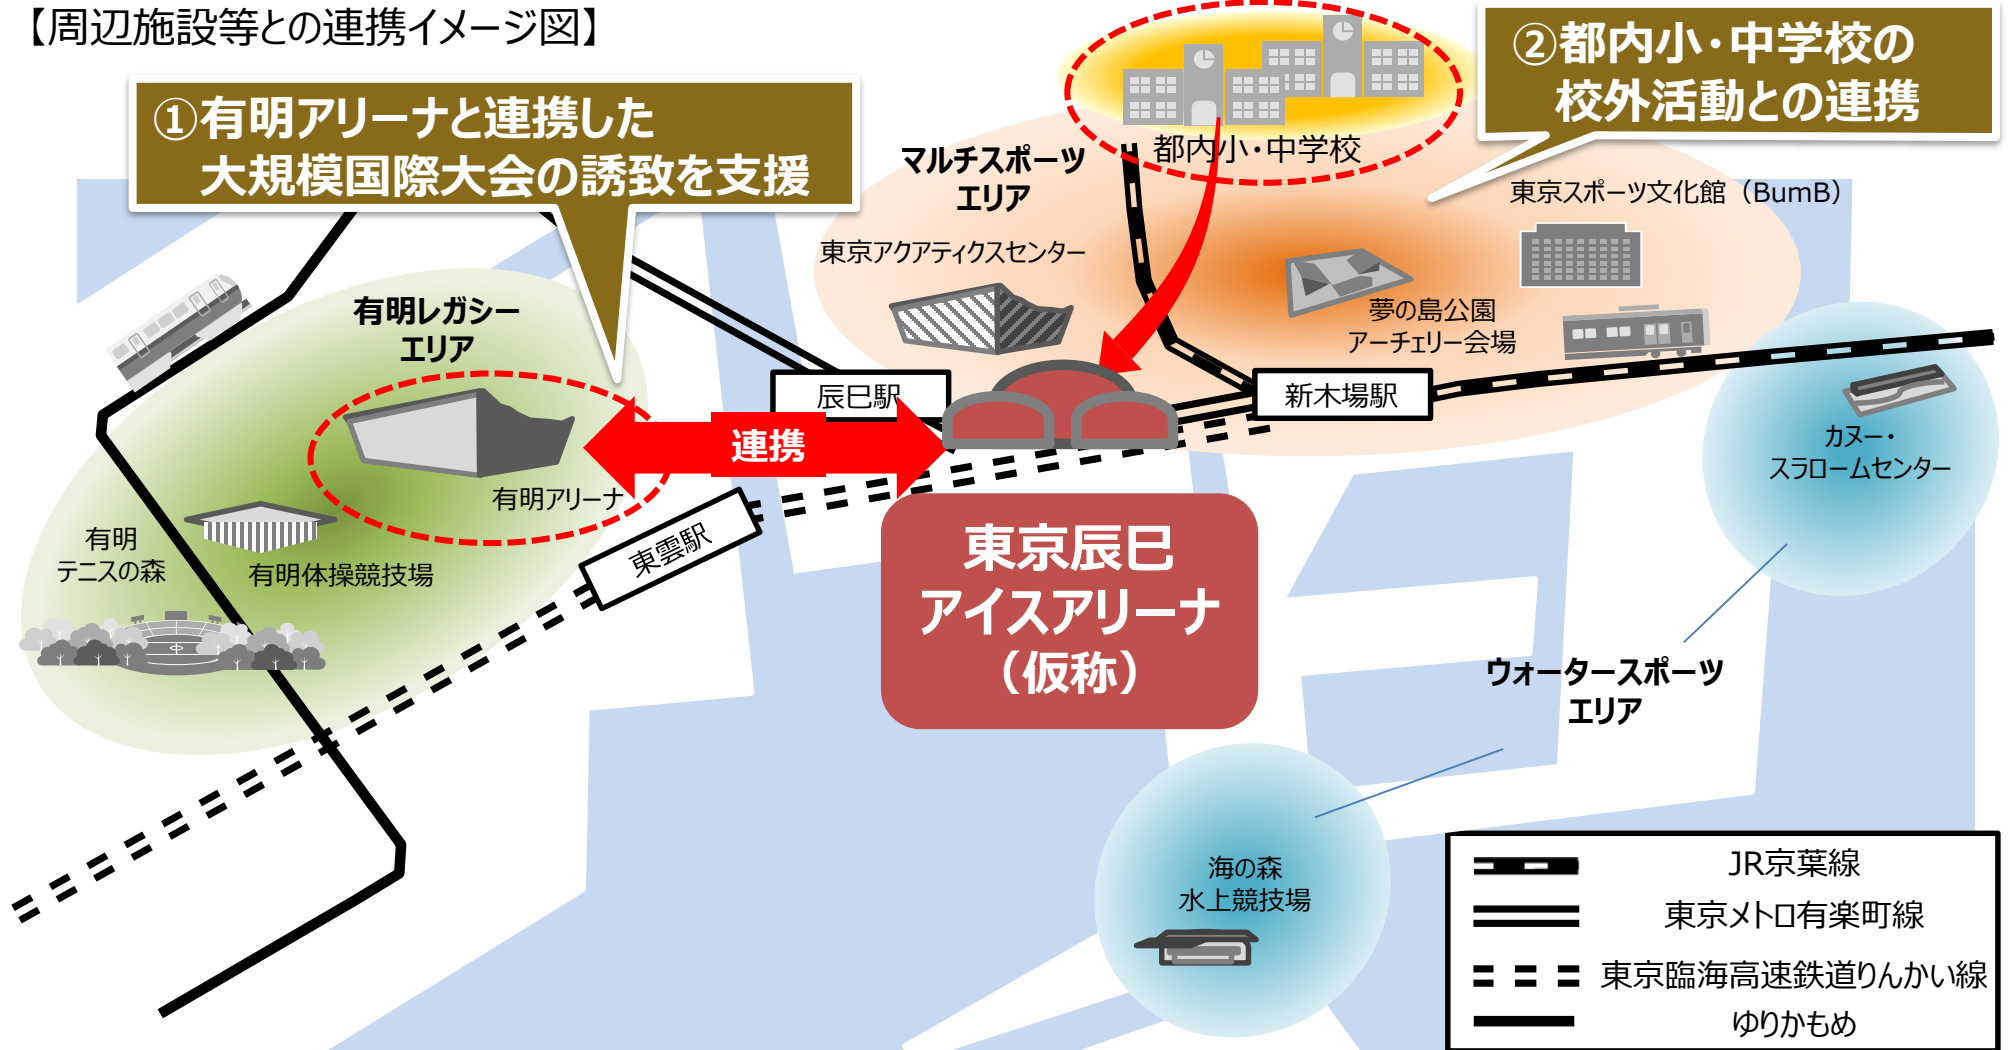 【周辺施設等との連携イメージ図】
①有明アリーナと連携した
大規模国際大会の誘致を支援
②都内小・中学校の
校外活動との連携
都内小・中学校
マルチスポーツ
エリア
東京スポーツ文化館（BumB）
東京アクアティクスセンター
有明レガシー
エリア
夢の島公園
アーチェリー会場
辰巳駅
新木場駅
連携
カヌー・
スラロームセンター
有明アリーナ
有明
テニスの森
有明体操競技場
東雲駅
東京辰巳
アイスアリーナ
（仮称）
ウォータースポーツ
エリア
海の森
水上競技場
JR京葉線
東京メトロ有楽町線
東京臨海高速鉄道りんかい線
ゆりかもめ